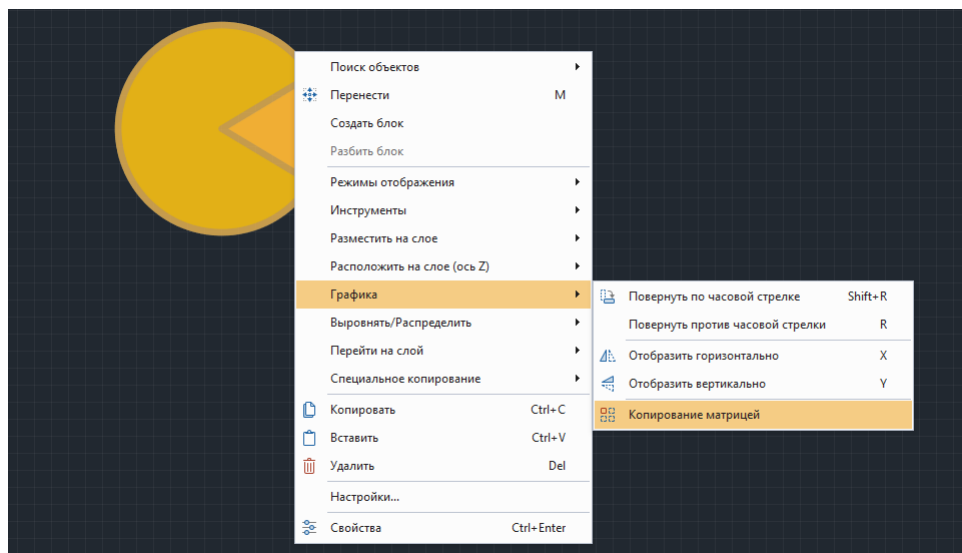 Поиск объектов
Перенести M
Создать блок
Разбить блок
Режимы отображения
Инструменты
Разместить на слое
Расположить на слое (ось Z)
Графика
Выровнять/Распределить
Перейти на слой
Специальное копирование
Копировать Ctrl+C
Вставить Ctrl+V
Удалить Del
Настройки...
Свойства Ctrl+Enter
Повернуть по часовой стрелке Shift+R
Повернуть против часовой стрелки R
Отобразить горизонтально X
Отобразить вертикально Y
Копирование матрицей